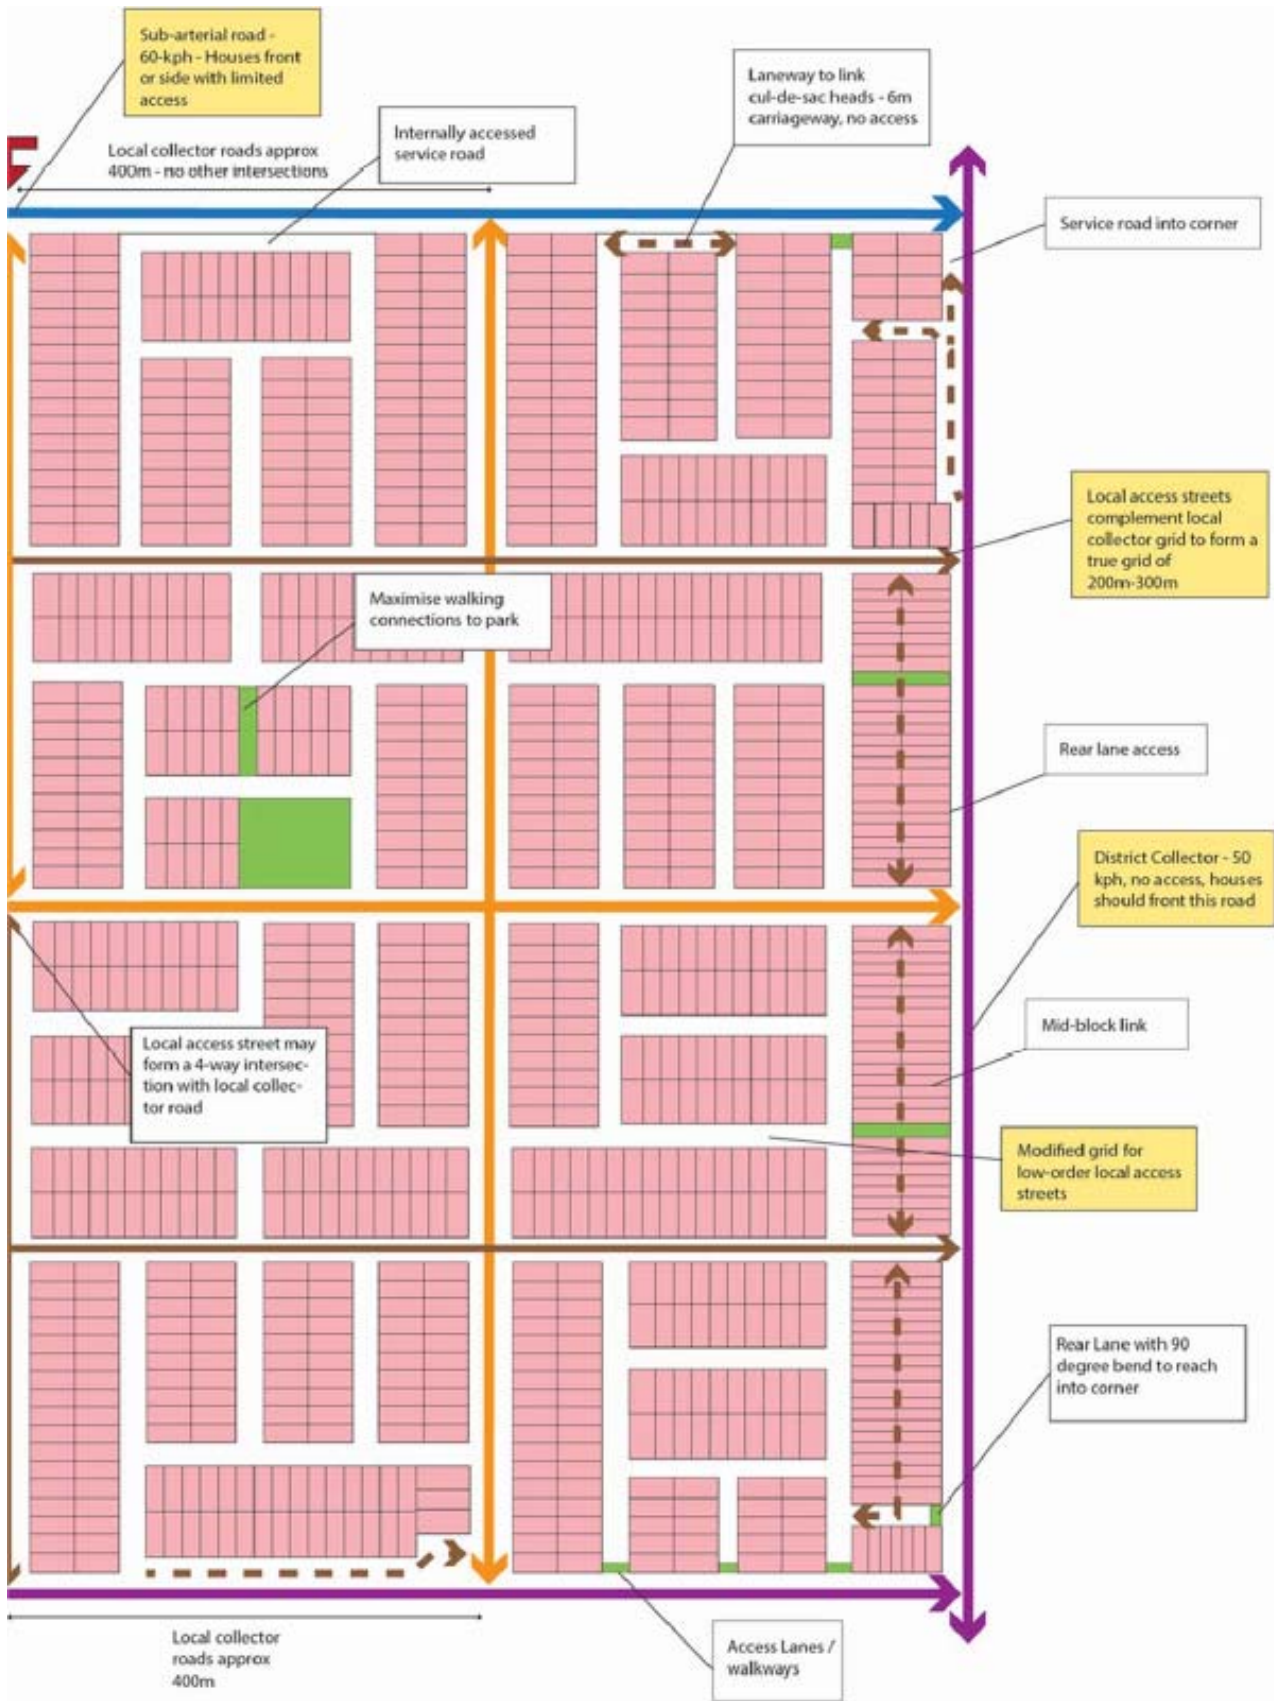 Sub-arterial road -
60-kph - Houses front
or side with limited
access
Laneway to link
cul-de-sac heads - 6m
carriageway, no access
Internally accessed
service road
Local collector roads approx
400m - no other intersections
Service road into corner
Local access streets
complement local
collector grid to form a
true grid of
200m-300m
Maximise walking
connections to park
Rear lane access
District Collector - 50
kph, no access, houses
should front this road
Mid-block link
Local access street may
form a 4-way intersec-
tion with local collec-
tor road
Modified grid for
low-order local access
streets
Rear Lane with 90
degree bend to reach
into corner
Local collector
roads approx
400m
Access Lanes /
walkways